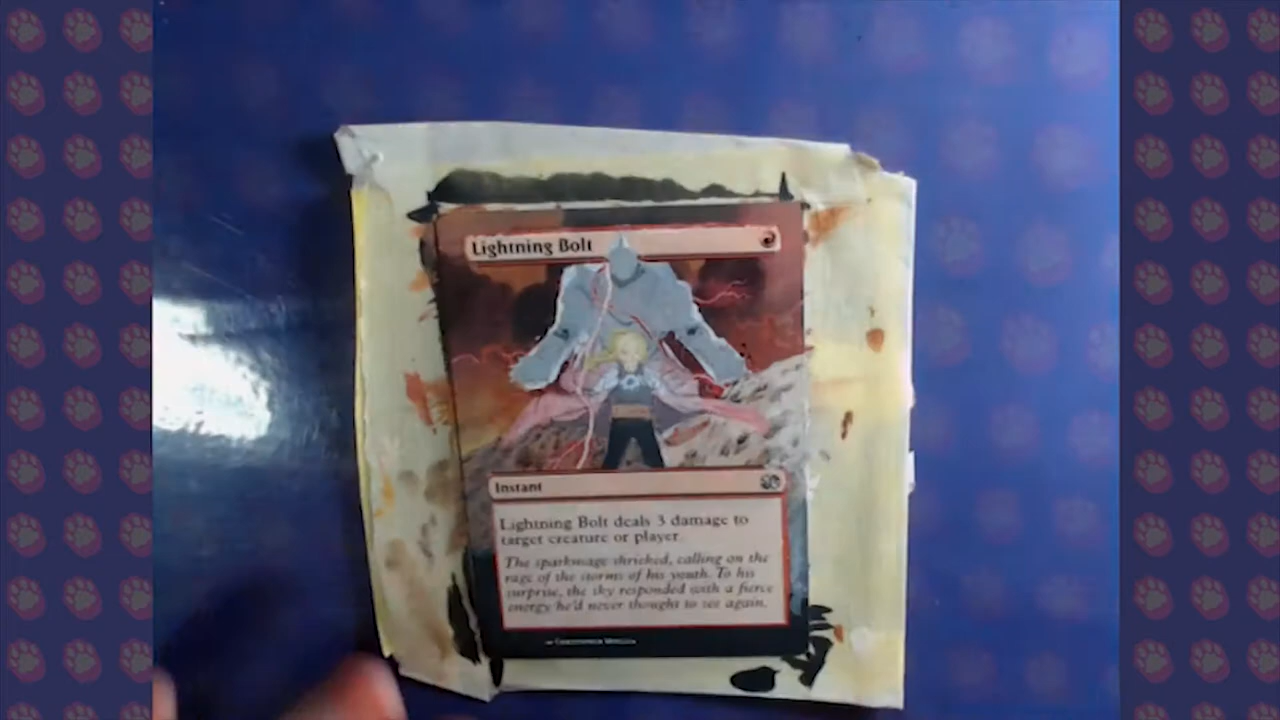 Lightning Bolt
Instant
Lightning Bolt deals 3 damage to
target creature or player.
The sparkmage shrieked, calling on the
rage of the storms of his youth. To his
surprise, the sky responded with a fierce
energy he'd never thought to see again.
Christopher Moeller